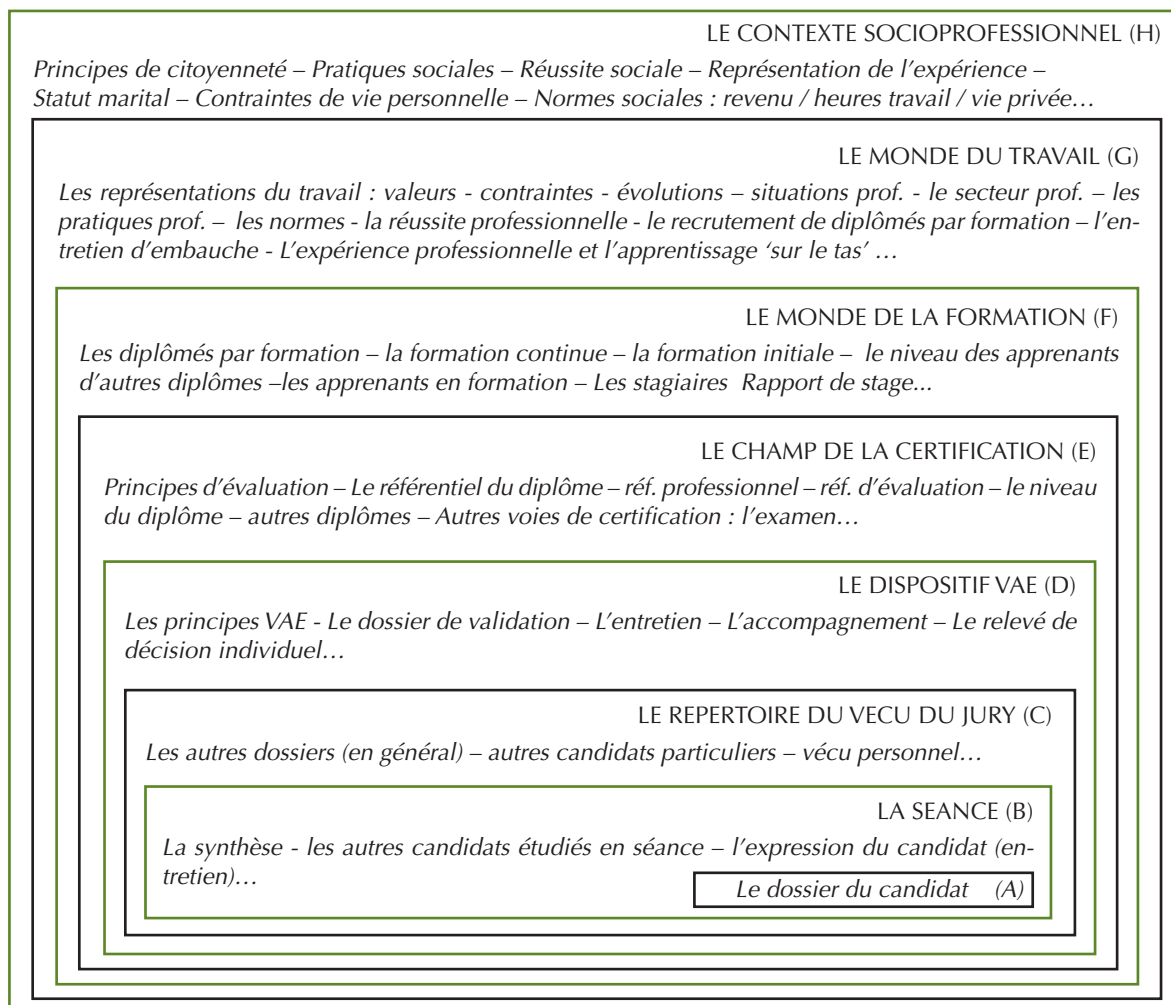 LE CONTEXTE SOCIOPROFESSIONNEL (H)
Principes de citoyenneté – Pratiques sociales – Réussite sociale – Représentation de l'expérience –
Statut marital – Contraintes de vie personnelle – Normes sociales : revenu / heures travail / vie privée…
LE MONDE DU TRAVAIL (G)
Les représentations du travail : valeurs - contraintes - évolutions – situations prof. - le secteur prof. – les
pratiques prof. – les normes - la réussite professionnelle - le recrutement de diplômés par formation – l'en-
tretien d'embauche - L'expérience professionnelle et l'apprentissage 'sur le tas' …
LE MONDE DE LA FORMATION (F)
Les diplômés par formation – la formation continue – la formation initiale – le niveau des apprenants
d'autres diplômes –les apprenants en formation – Les stagiaires Rapport de stage...
LE CHAMP DE LA CERTIFICATION (E)
Principes d'évaluation – Le référentiel du diplôme – réf. professionnel – réf. d'évaluation – le niveau
du diplôme – autres diplômes – Autres voies de certification : l'examen…
LE DISPOSITIF VAE (D)
Les principes VAE - Le dossier de validation – L'entretien – L'accompagnement – Le relevé de
décision individuel…
LE REPERTOIRE DU VECU DU JURY (C)
Les autres dossiers (en général) – autres candidats particuliers – vécu personnel…
LA SEANCE (B)
La synthèse - les autres candidats étudiés en séance – l'expression du candidat (en-
tretien)…
Le dossier du candidat (A)